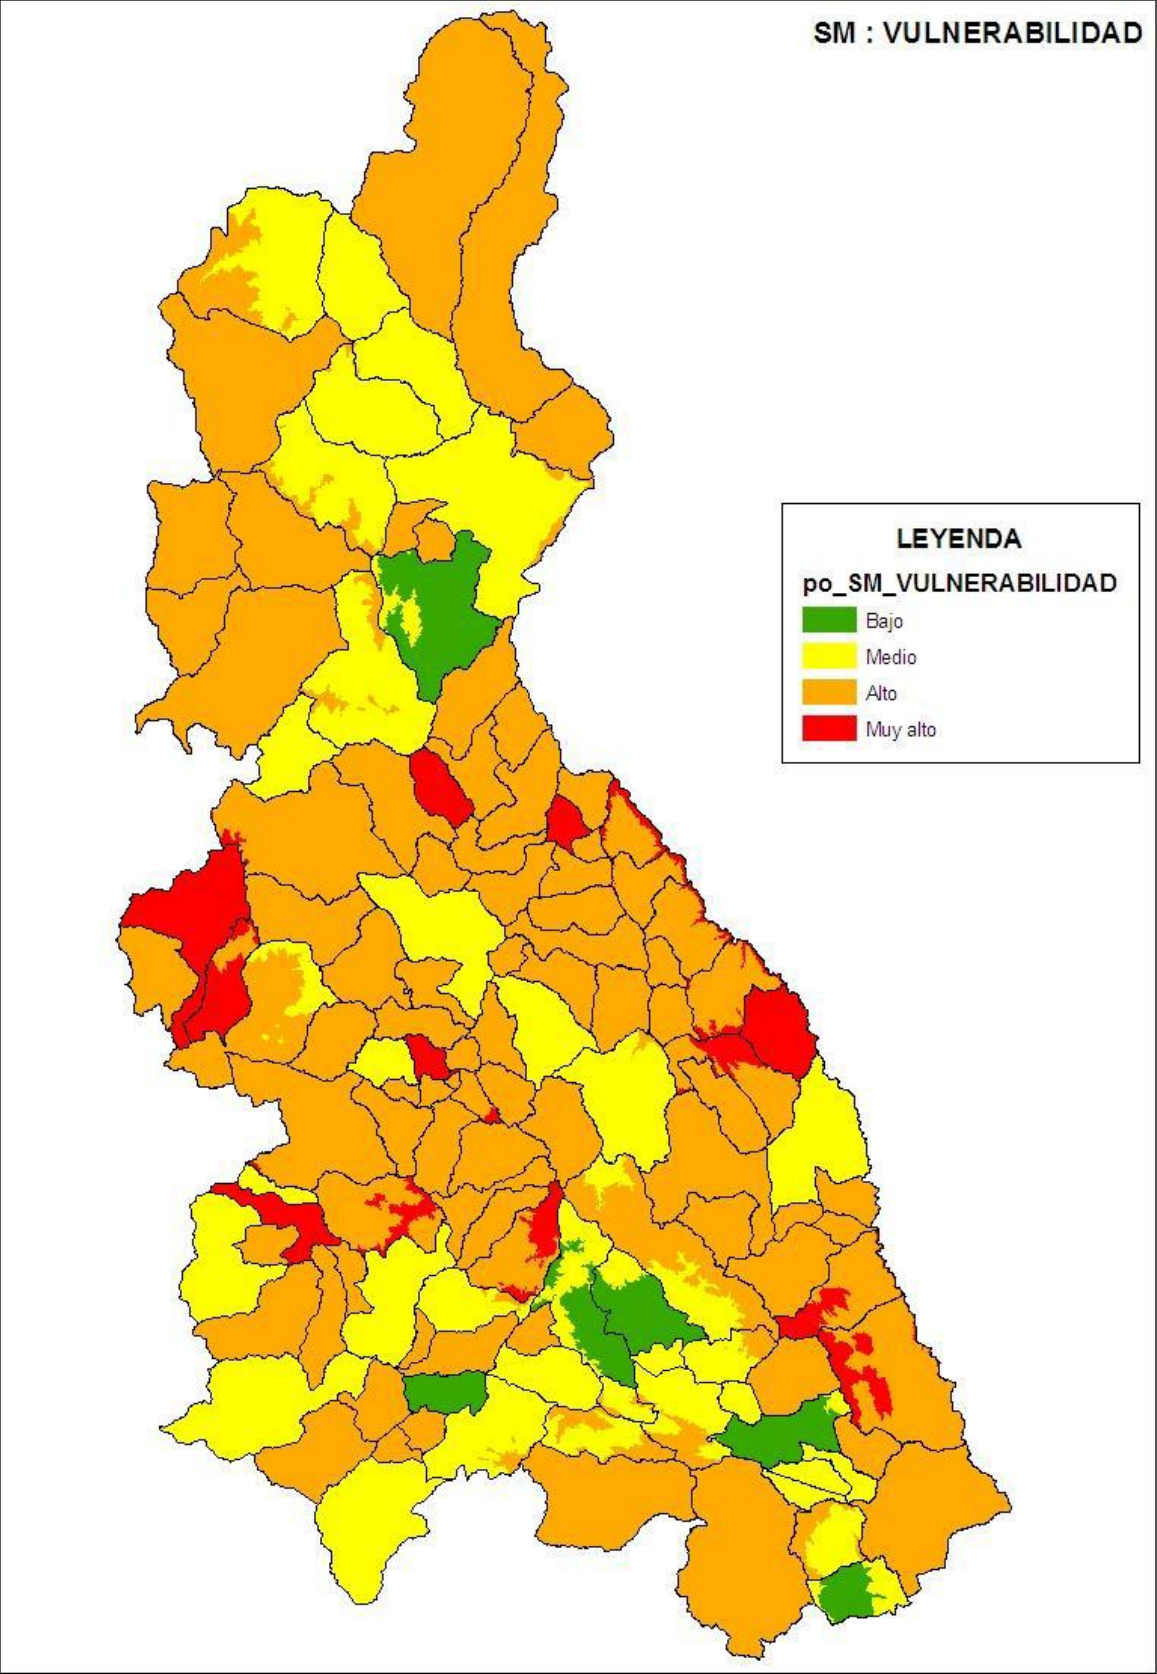 SM : VULNERABILIDAD
LEYENDA
po_SM_VULNERABILIDAD
Bajo
Medio
Alto
Muy alto